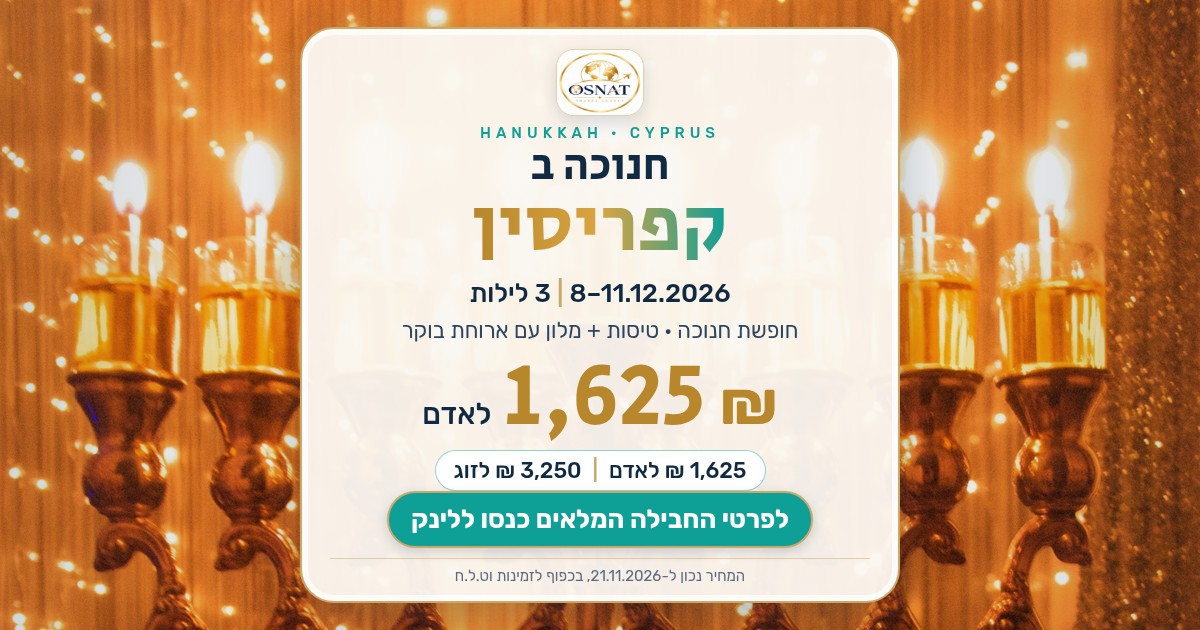 OSNAT
HANUKKAH • CYPRUS
חנוכה ב
קפריסין
8–11.12.2026 | 3 לילות
חופשת חנוכה • טיסות + מלון עם ארוחת בוקר
₪ 1,625 לאדם
1,625 ₪ לאדם | 3,250 ₪ לזוג
לפרטי החבילה המלאים כנסו ללינק
המחיר נכון ל-21.11.2026, בכפוף לזמינות וט.ל.ח